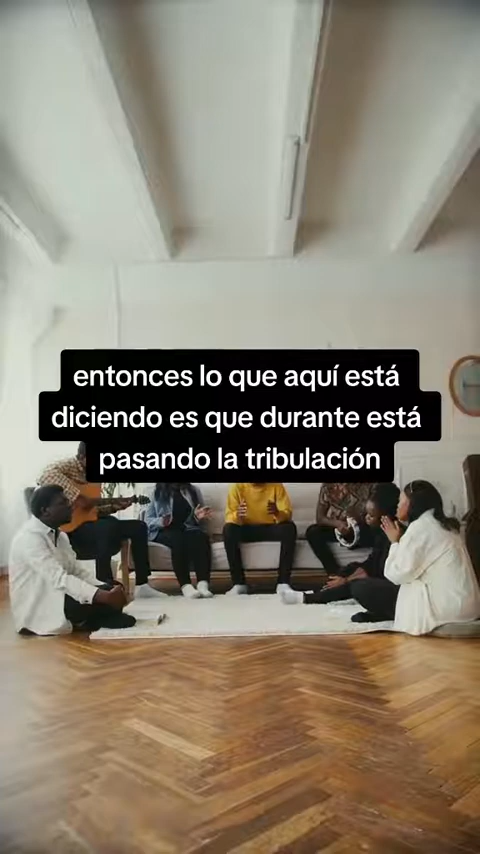 entonces lo que aquí está
diciendo es que durante está
pasando la tribulación